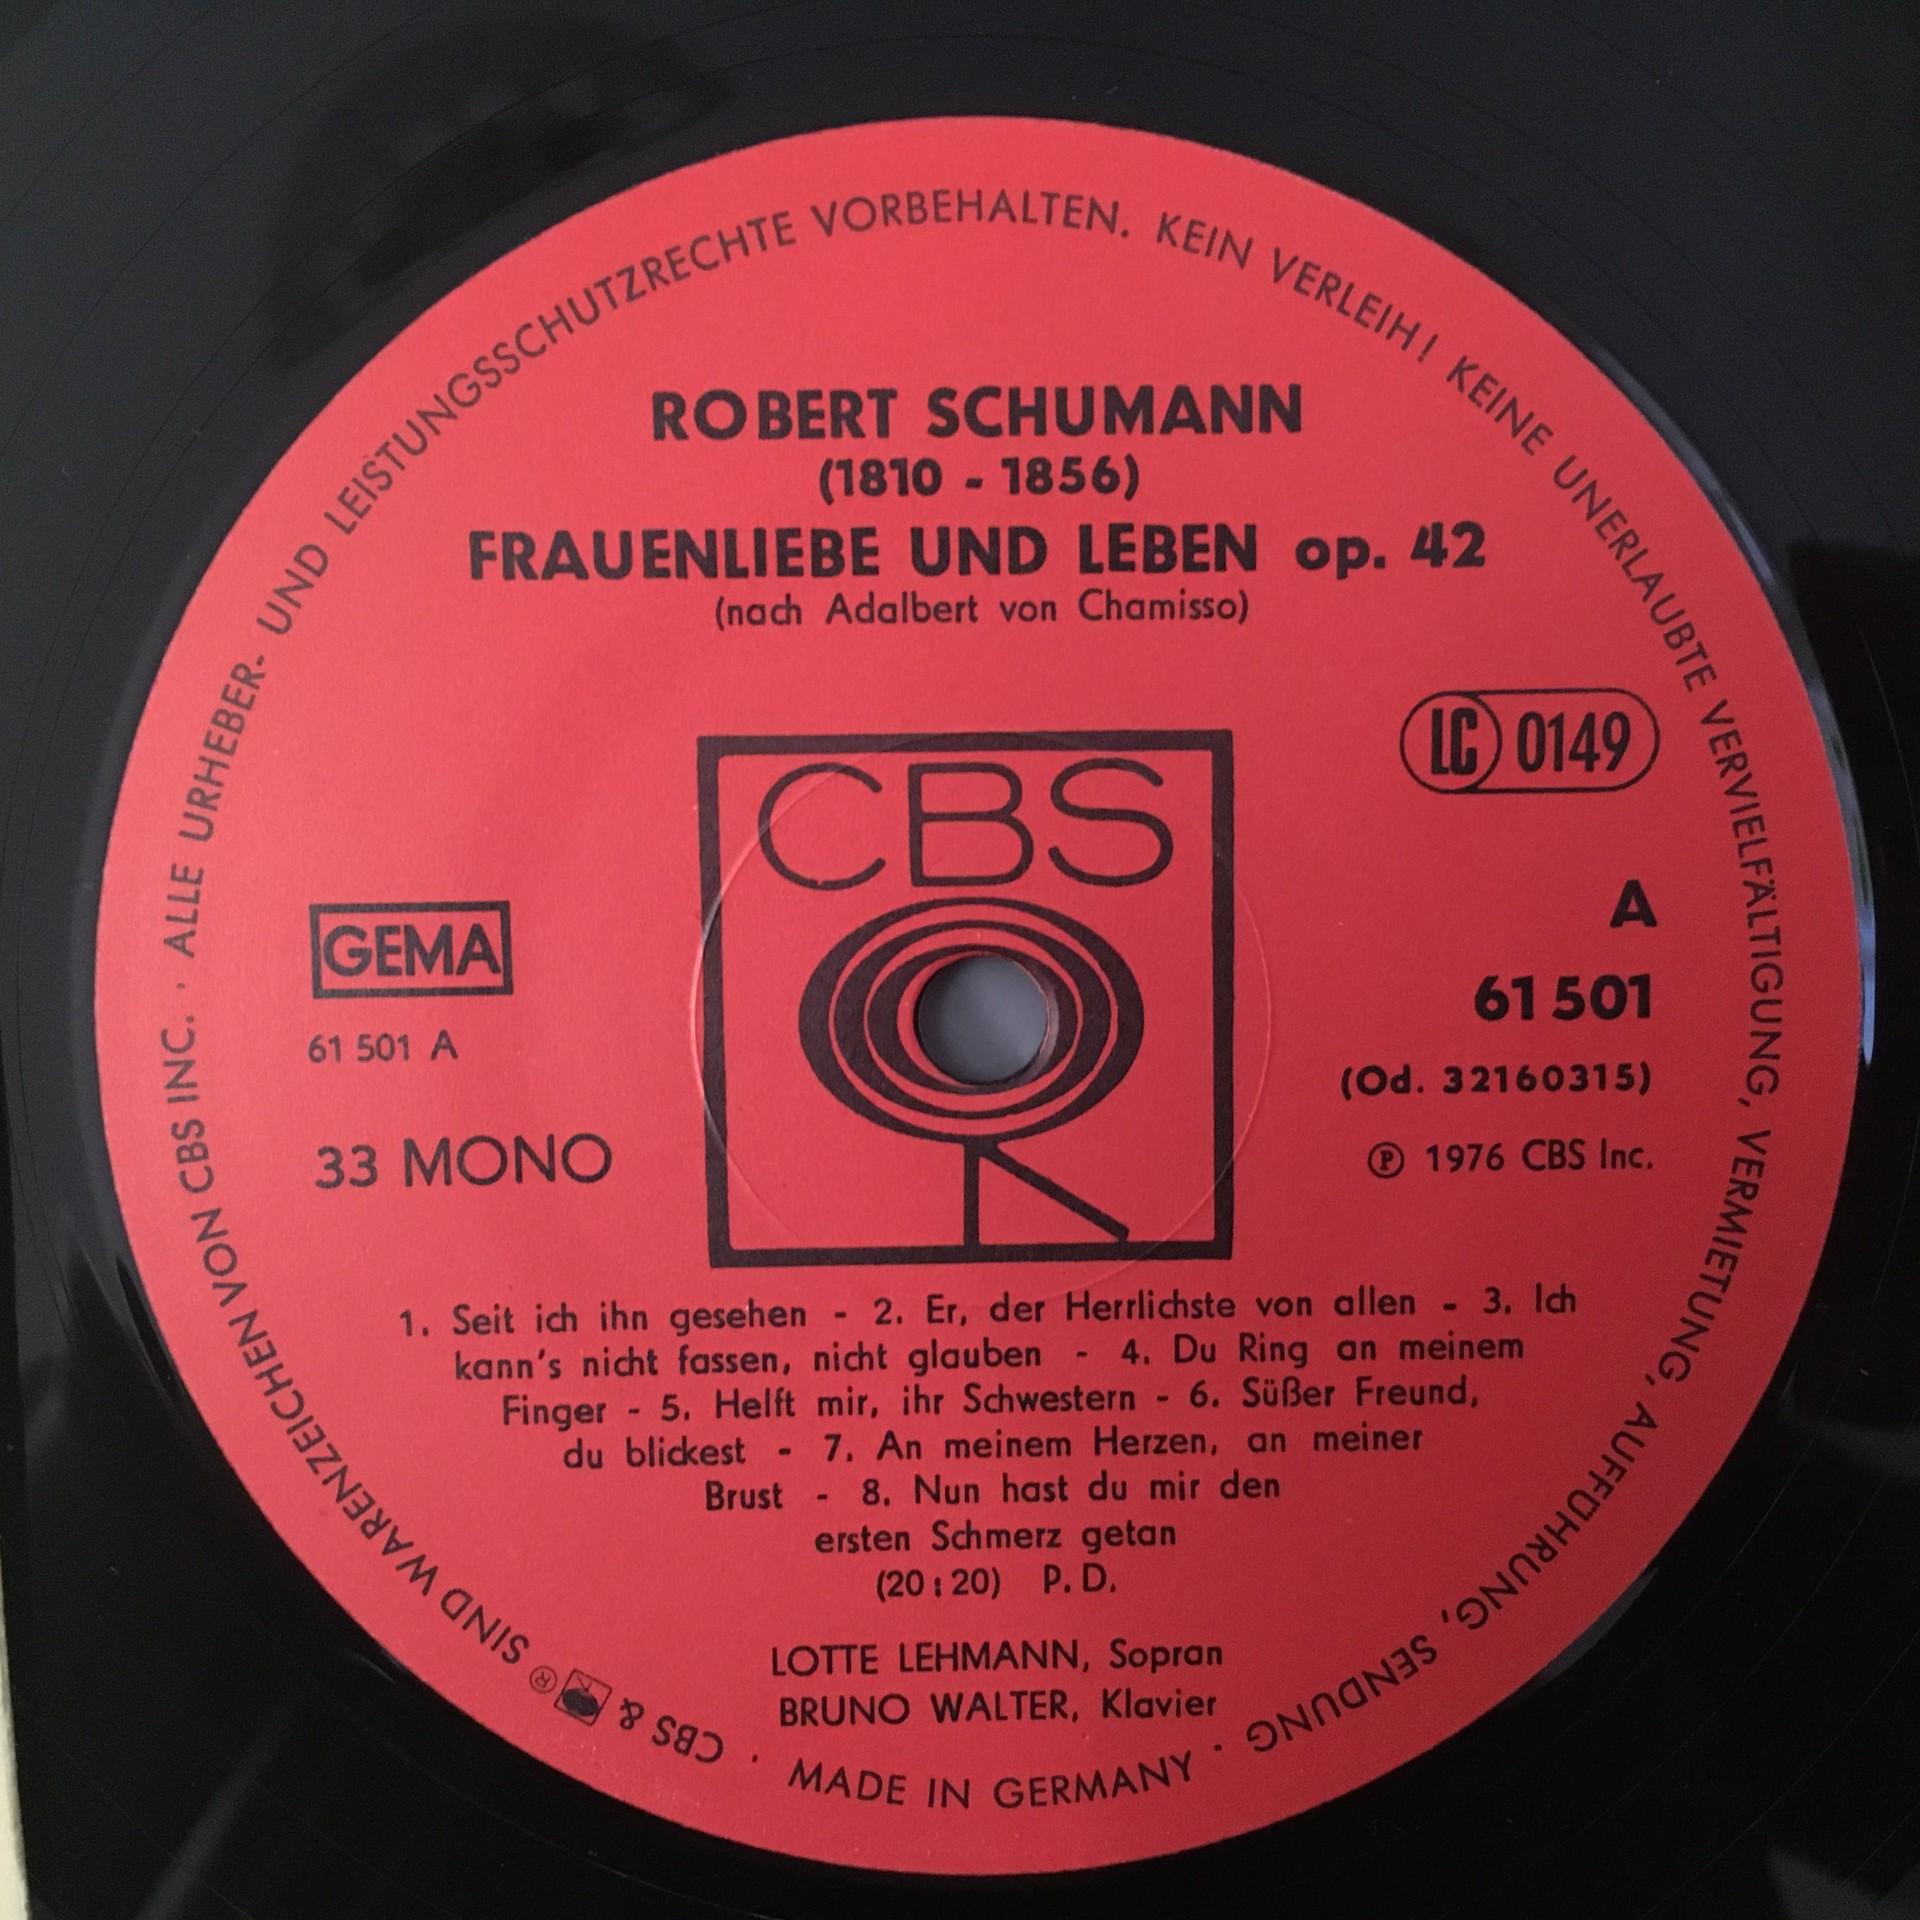 ALLE URHEBER- UND LEISTUNGSSCHUTZRECHTE VORBEHALTEN. KEIN VERLEIH! KEINE UNERLAUBTE VERVIELFÄLTIGUNG, VERMIETUNG, AUFFÜHRUNG, SENDUNG ·
ROBERT SCHUMANN
(1810 - 1856)
FRAUENLIEBE UND LEBEN op. 42
(nach Adalbert von Chamisso)
LC 0149
CBS
GEMA
61 501 A
33 MONO
A
61 501
(Od. 32160315)
℗ 1976 CBS Inc.
1. Seit ich ihn gesehen - 2. Er, der Herrlichste von allen - 3. Ich
kann's nicht fassen, nicht glauben - 4. Du Ring an meinem
Finger - 5. Helft mir, ihr Schwestern - 6. Süßer Freund,
du blickest - 7. An meinem Herzen, an meiner
Brust - 8. Nun hast du mir den
ersten Schmerz getan
(20:20) P.D.
LOTTE LEHMANN, Sopran
BRUNO WALTER, Klavier
MADE IN GERMANY ·
CBS & ® SIND WARENZEICHEN VON CBS INC. ·